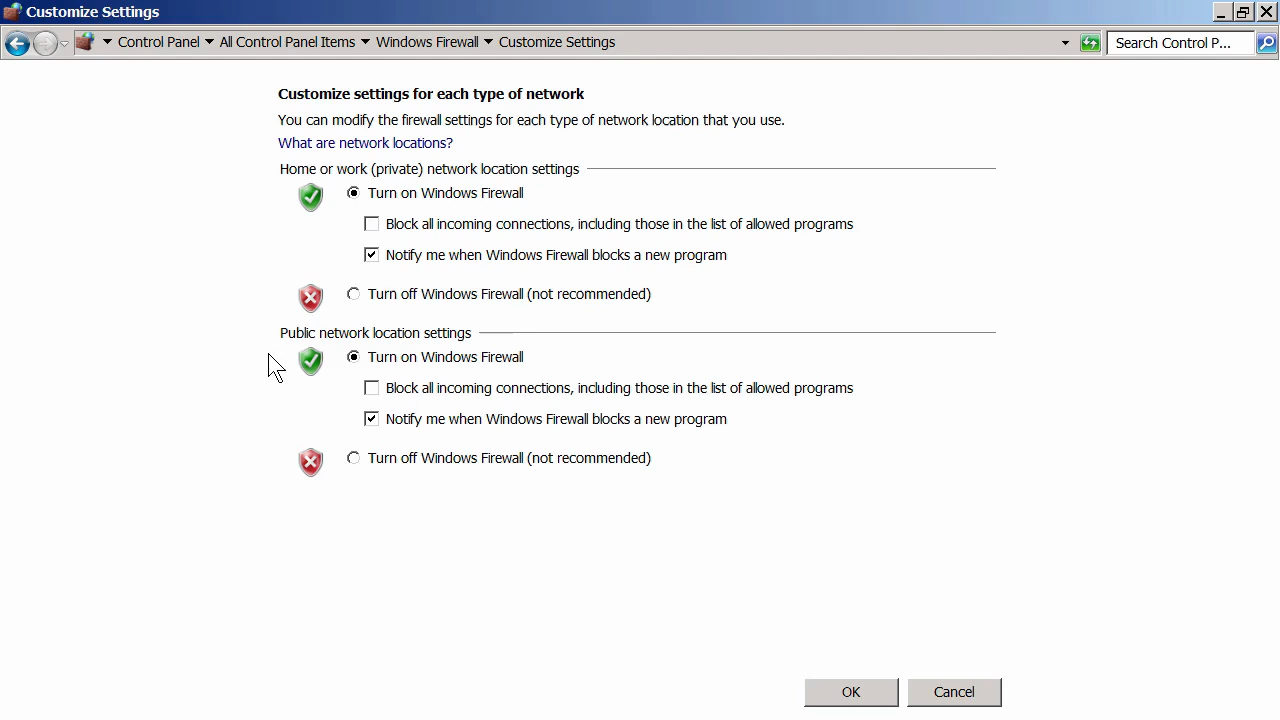 Customize Settings
Control Panel All Control Panel Items Windows Firewall Customize Settings Search Control P...
Customize settings for each type of network
You can modify the firewall settings for each type of network location that you use.
What are network locations?
Home or work (private) network location settings
Turn on Windows Firewall
Block all incoming connections, including those in the list of allowed programs
Notify me when Windows Firewall blocks a new program
Turn off Windows Firewall (not recommended)
Public network location settings
Turn on Windows Firewall
Block all incoming connections, including those in the list of allowed programs
Notify me when Windows Firewall blocks a new program
Turn off Windows Firewall (not recommended)
OK Cancel